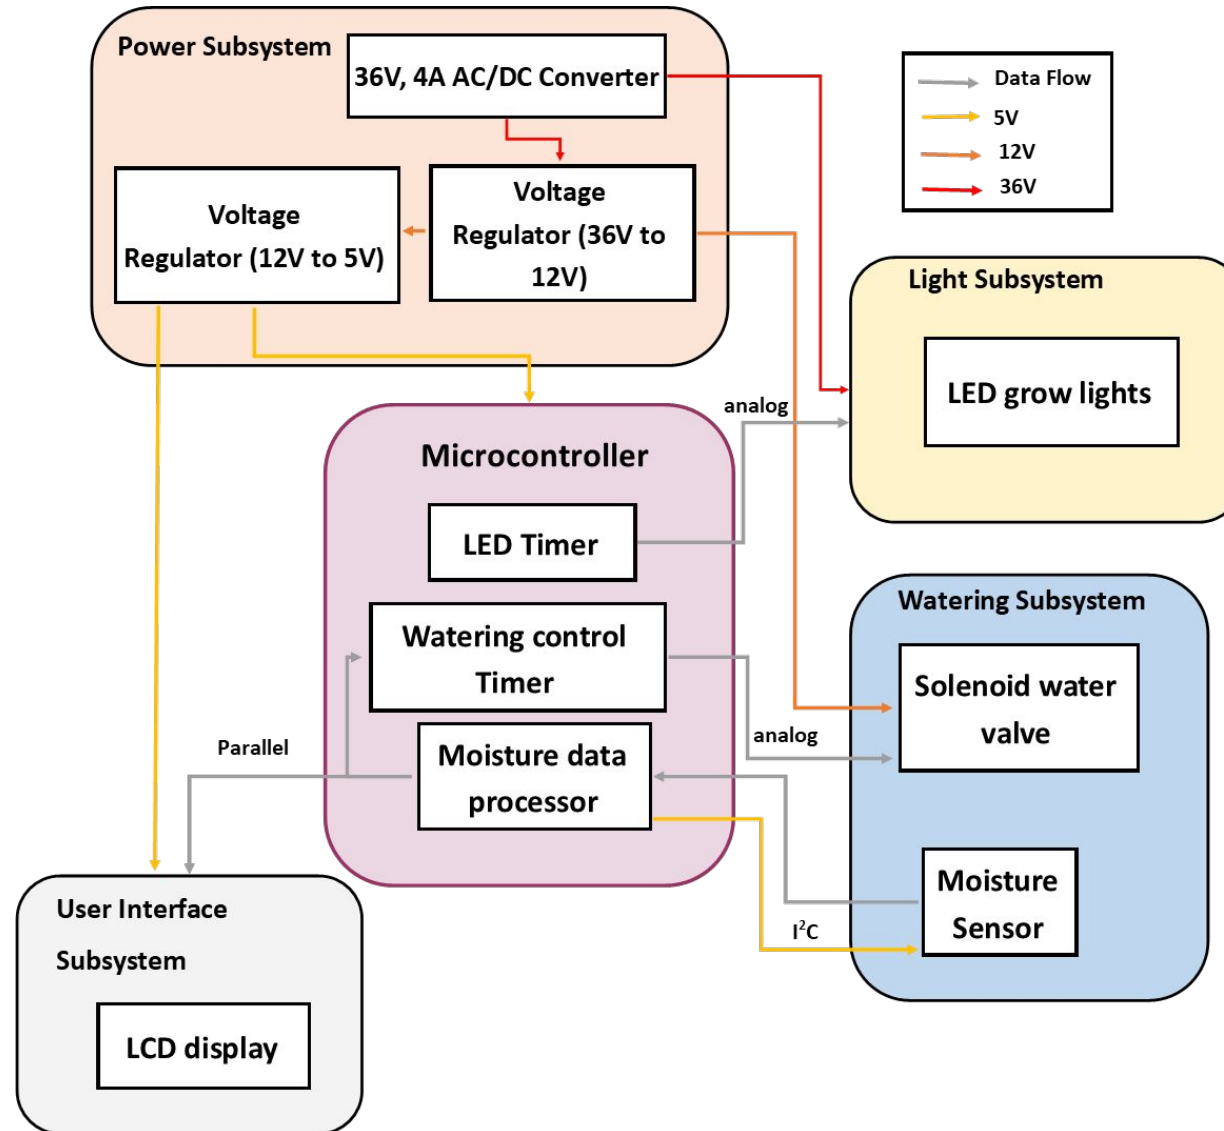 Power Subsystem
36V, 4A AC/DC Converter
Voltage
Regulator (12V to 5V)
Voltage
Regulator (36V to
12V)
Data Flow
5V
12V
36V
Light Subsystem
LED grow lights
analog
Microcontroller
LED Timer
Watering control
Timer
Moisture data
processor
Parallel
analog
Watering Subsystem
Solenoid water
valve
Moisture
Sensor
I²C
User Interface
Subsystem
LCD display